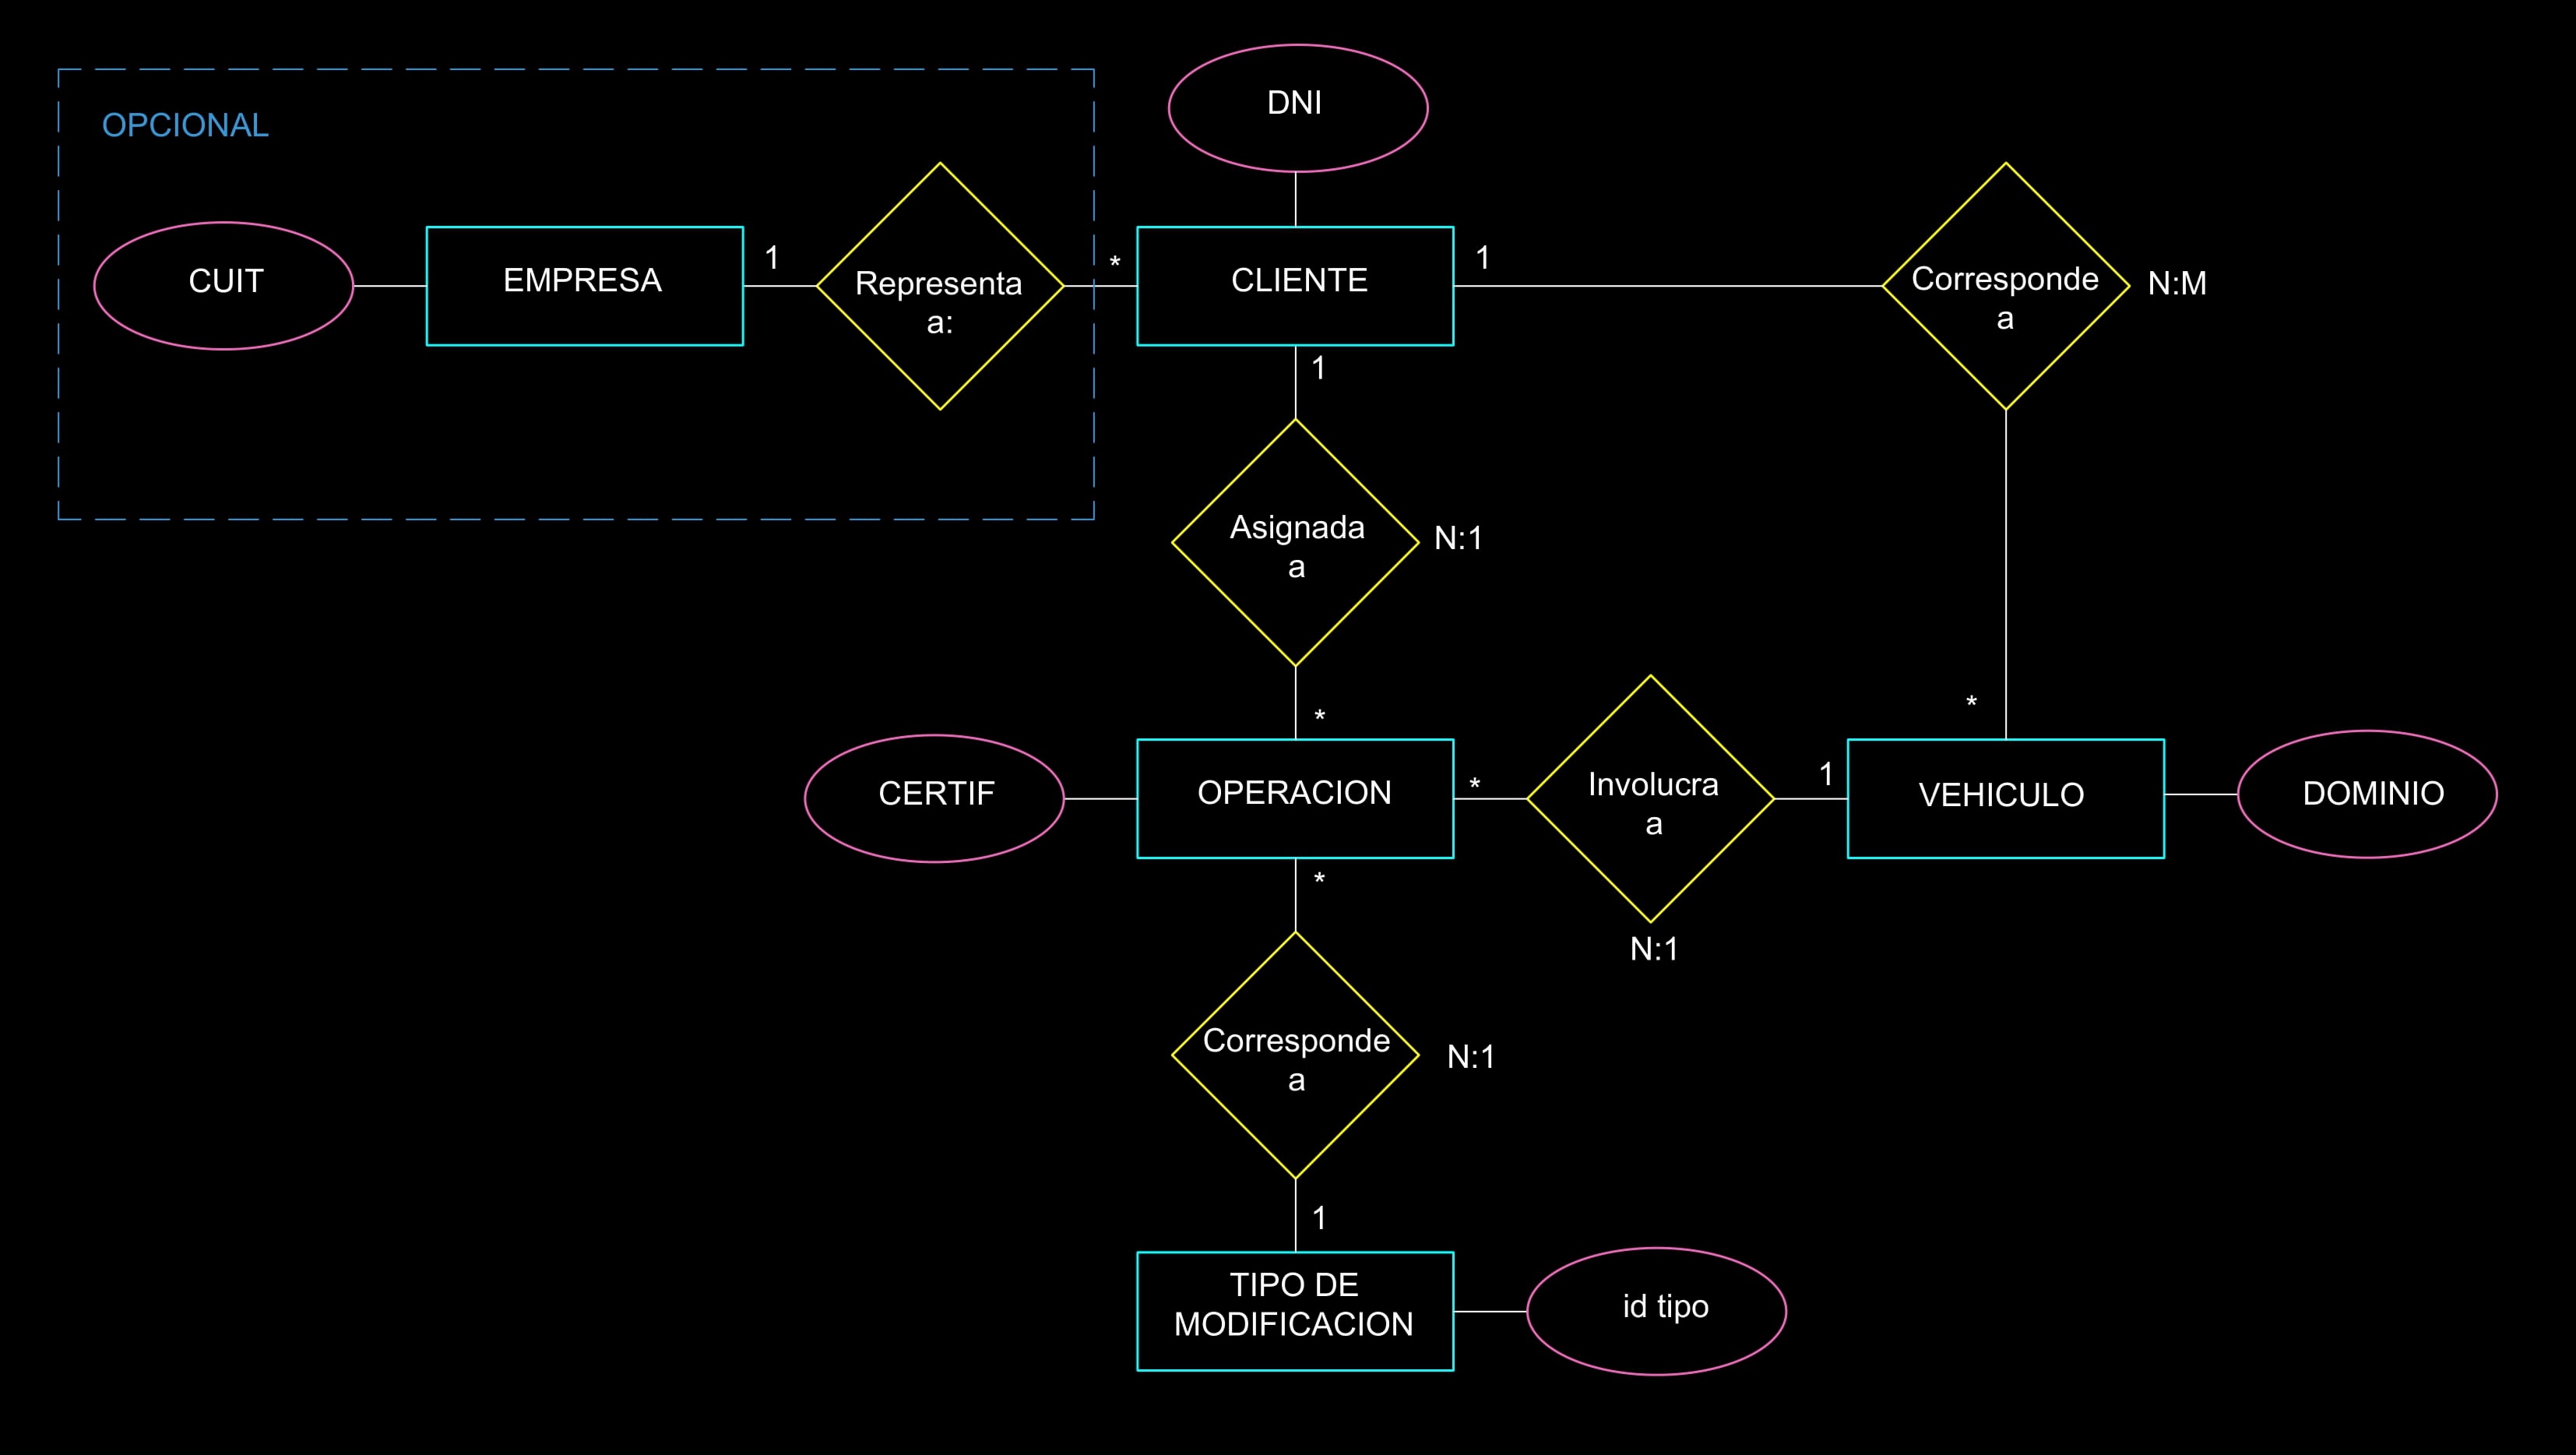 DNI
OPCIONAL
CUIT
EMPRESA
1
Representa
a:
*
CLIENTE
1
Corresponde
a
N:M
1
Asignada
a
N:1
*
*
CERTIF
OPERACION
*
Involucra
a
N:1
1
VEHICULO
DOMINIO
*
Corresponde
a
N:1
1
TIPO DE
MODIFICACION
id tipo